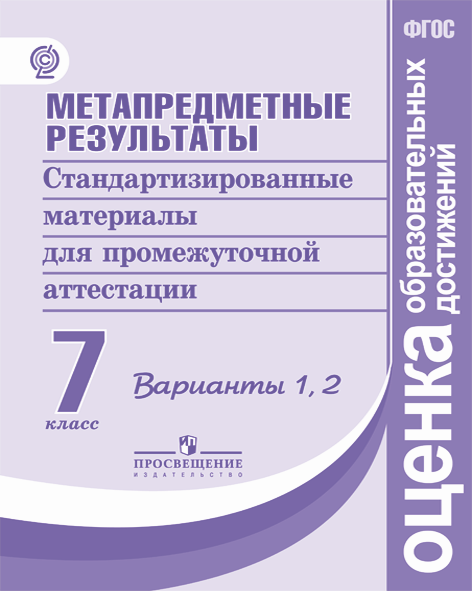 МЕТАПРЕДМЕТНЫЕ
РЕЗУЛЬТАТЫ
Стандартизированные
материалы
для промежуточной
аттестации
7
класс
Варианты 1, 2
ПРОСВЕЩЕНИЕ
ИЗДАТЕЛЬСТВО
ФГОС
оценка
образовательных
достижений